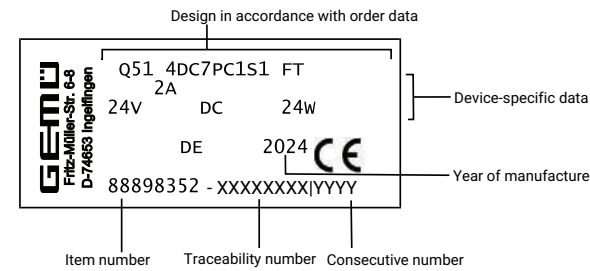 Design in accordance with order data
GEMÜ
Fritz-Müller-Str. 6-8
D-74653 Ingelfingen
Q51 4DC7PC1S1 FT
2A
24V DC 24W
Device-specific data
DE 2024 CE
Year of manufacture
88898352 - XXXXXXXX|YYYY
Item number Traceability number Consecutive number